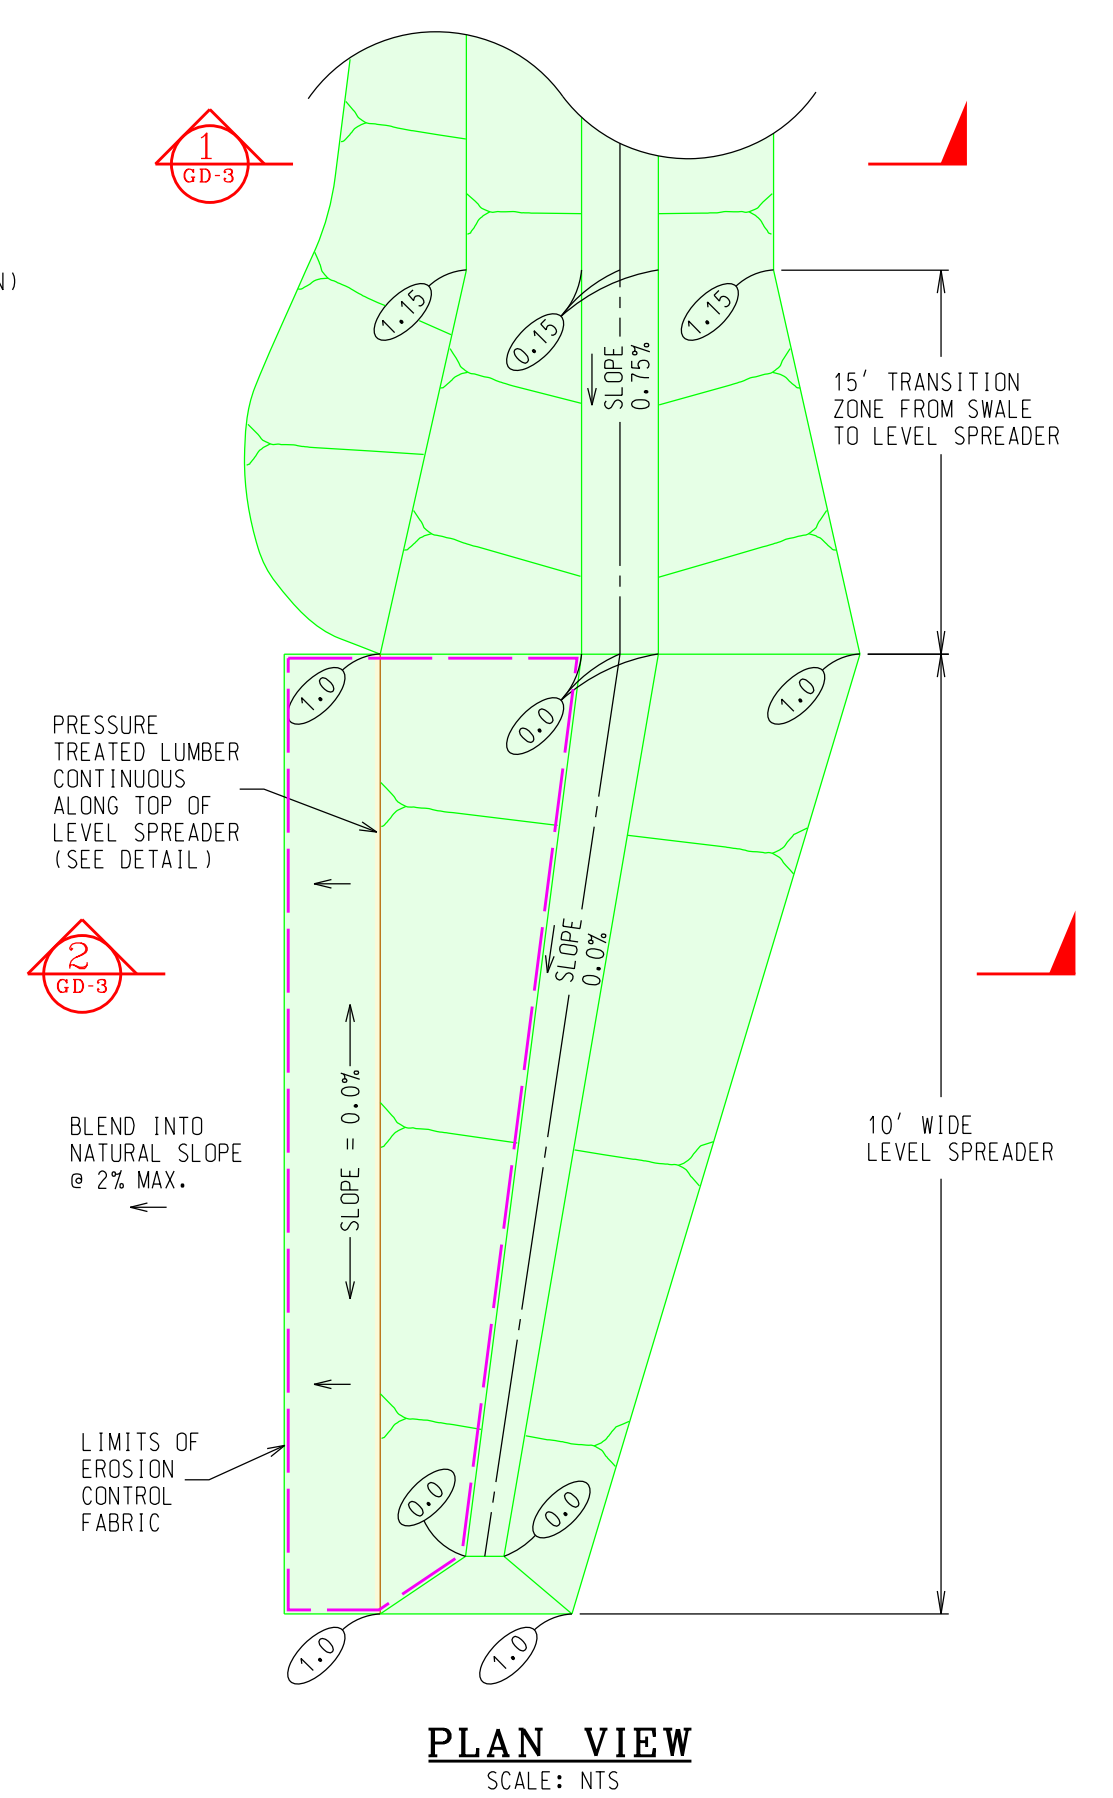 1
GD-3
N)
1.15
0.15
1.15
SLOPE
0.75%
15' TRANSITION
ZONE FROM SWALE
TO LEVEL SPREADER
1.0
0.0
1.0
PRESSURE
TREATED LUMBER
CONTINUOUS
ALONG TOP OF
LEVEL SPREADER
(SEE DETAIL)
2
GD-3
SLOPE
0.0%
SLOPE = 0.0%
BLEND INTO
NATURAL SLOPE
@ 2% MAX.
10' WIDE
LEVEL SPREADER
LIMITS OF
EROSION
CONTROL
FABRIC
0.0
0.0
1.0
1.0
PLAN VIEW
SCALE: NTS